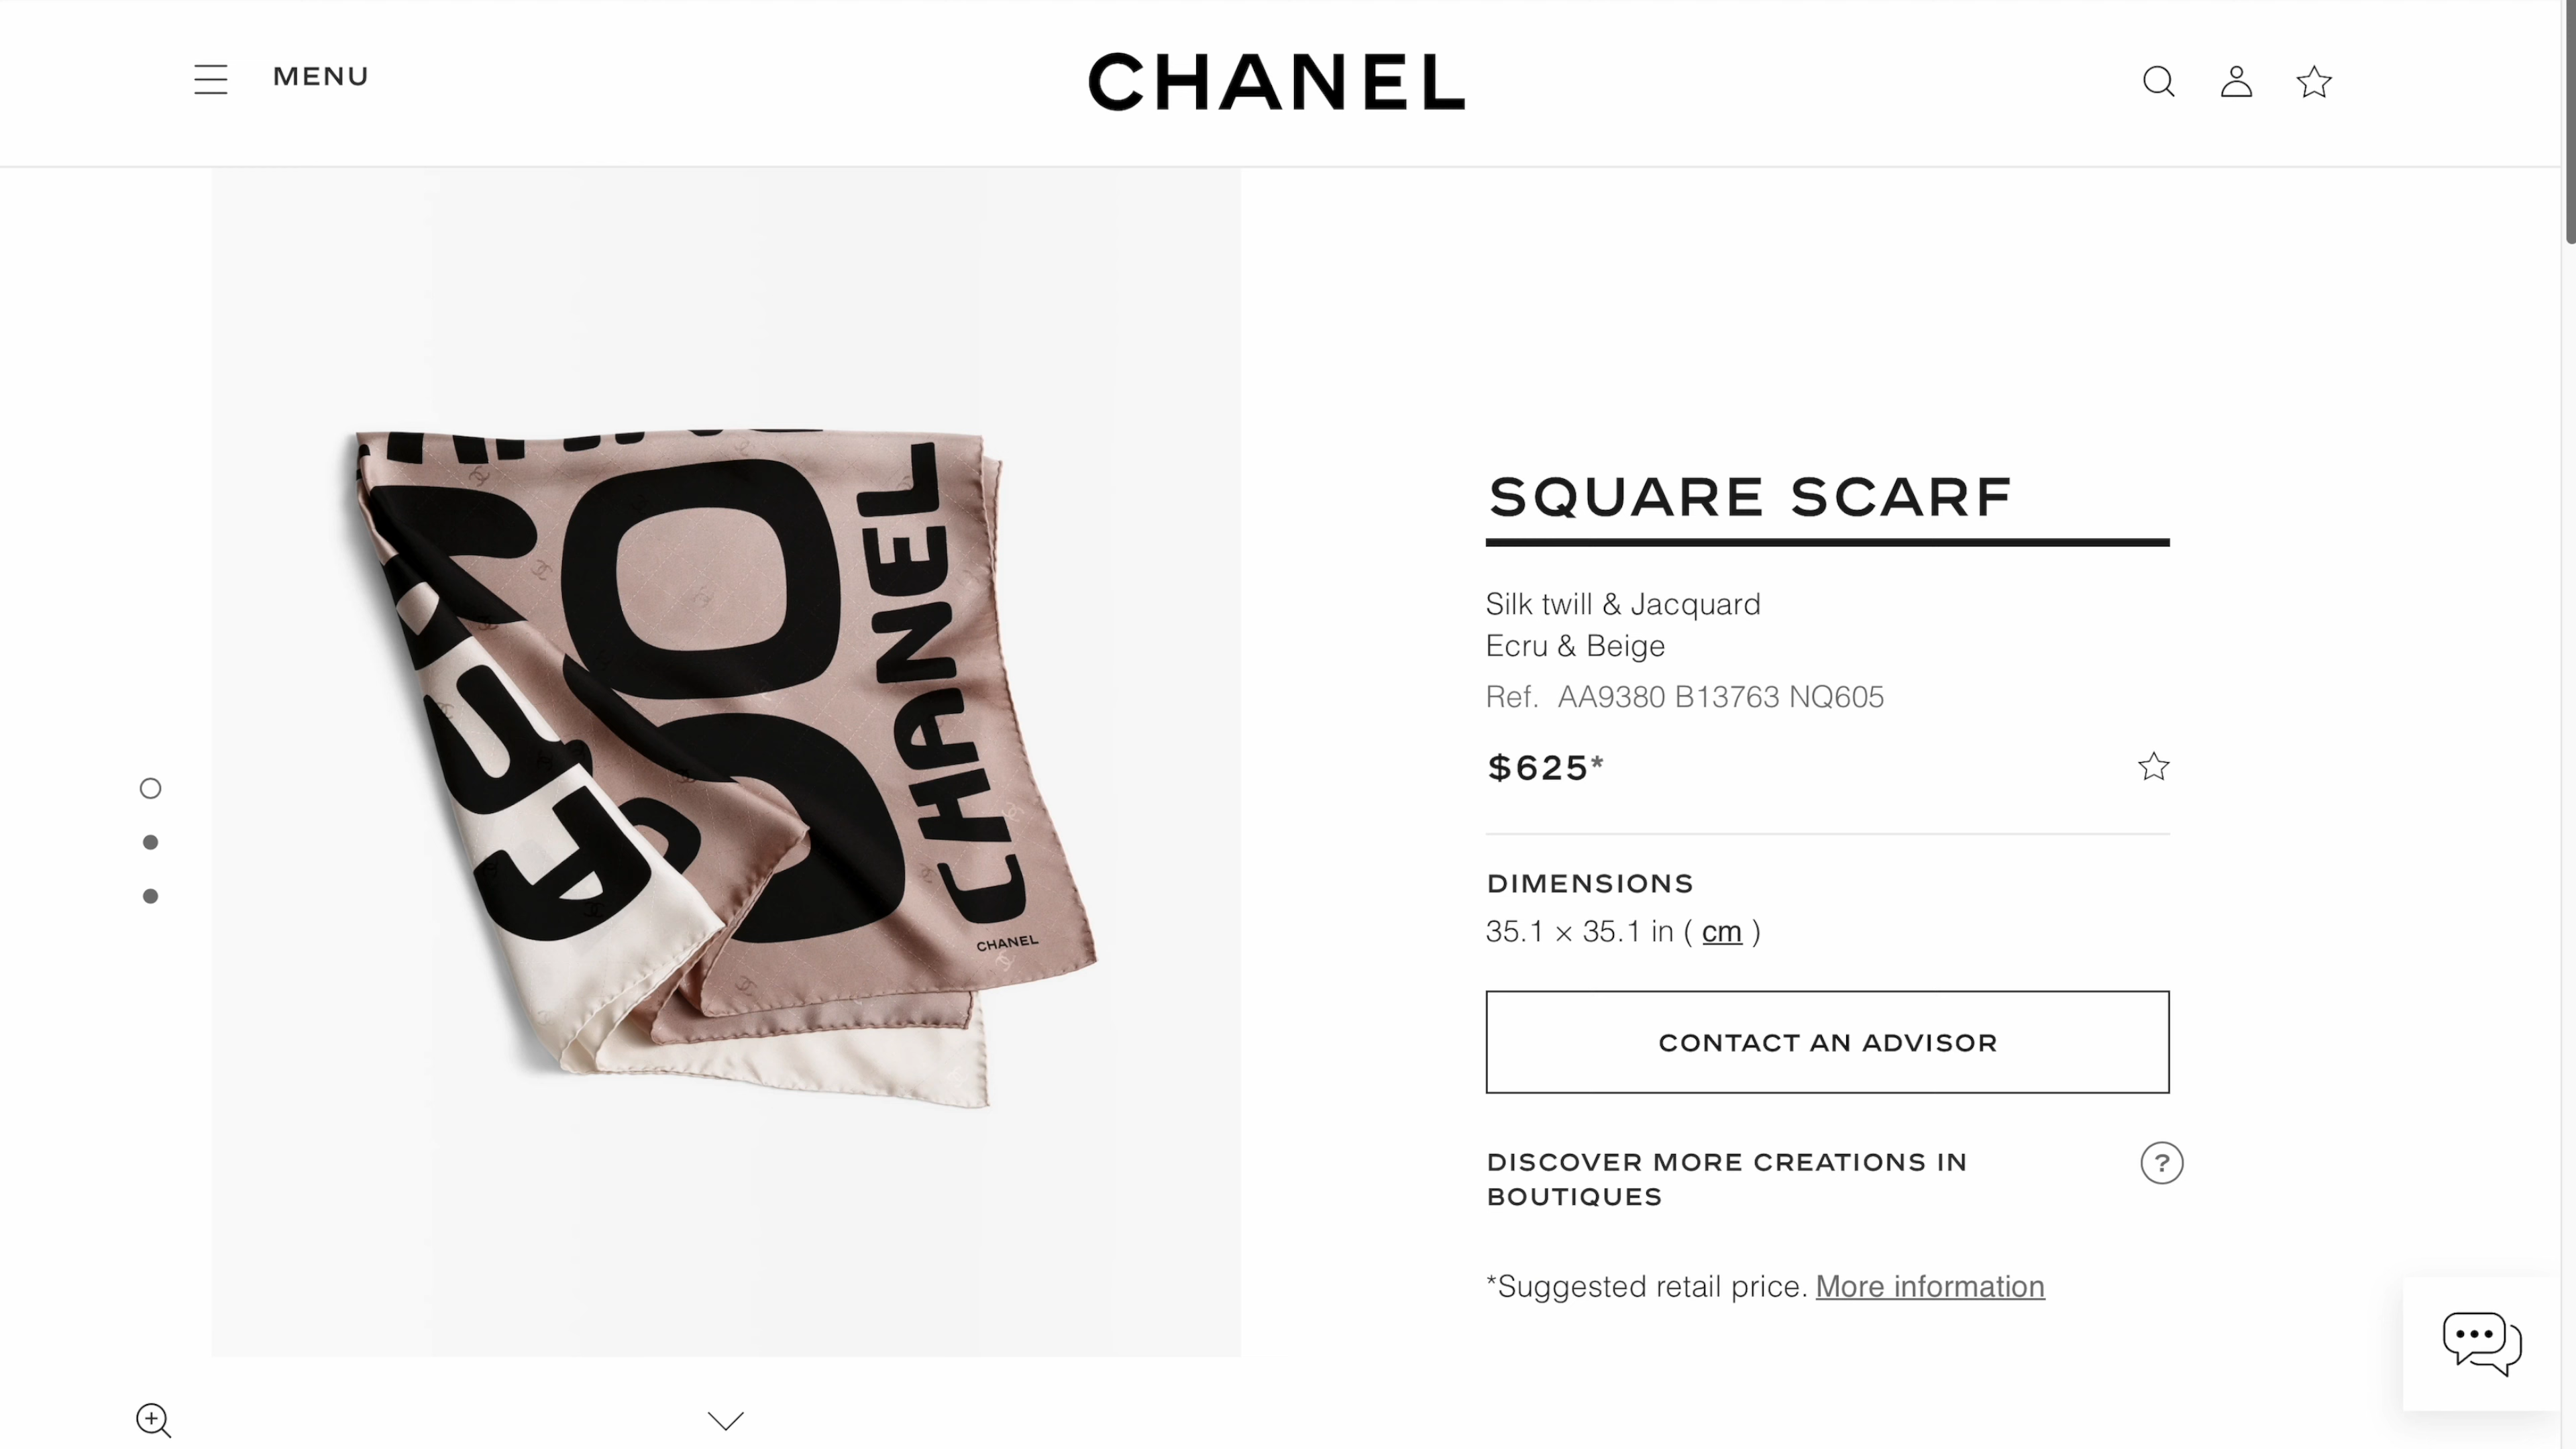 MENU
CHANEL
COCO
CHANEL
CHANEL
SQUARE SCARF
Silk twill & Jacquard
Ecru & Beige
Ref. AA9380 B13763 NQ605
$625*
DIMENSIONS
35.1 × 35.1 in ( cm )
CONTACT AN ADVISOR
DISCOVER MORE CREATIONS IN
BOUTIQUES
?
*Suggested retail price. More information